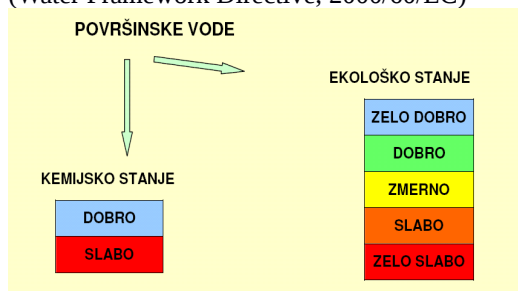 (Water Framework Directive, 2000/60/EC)
POVRŠINSKE VODE
EKOLOŠKO STANJE
ZELO DOBRO
DOBRO
ZMERNO
SLABO
ZELO SLABO
KEMIJSKO STANJE
DOBRO
SLABO